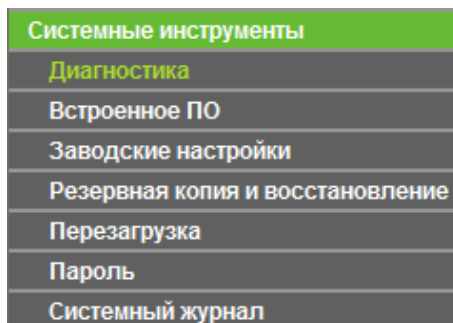 Системные инструменты
Диагностика
Встроенное ПО
Заводские настройки
Резервная копия и восстановление
Перезагрузка
Пароль
Системный журнал